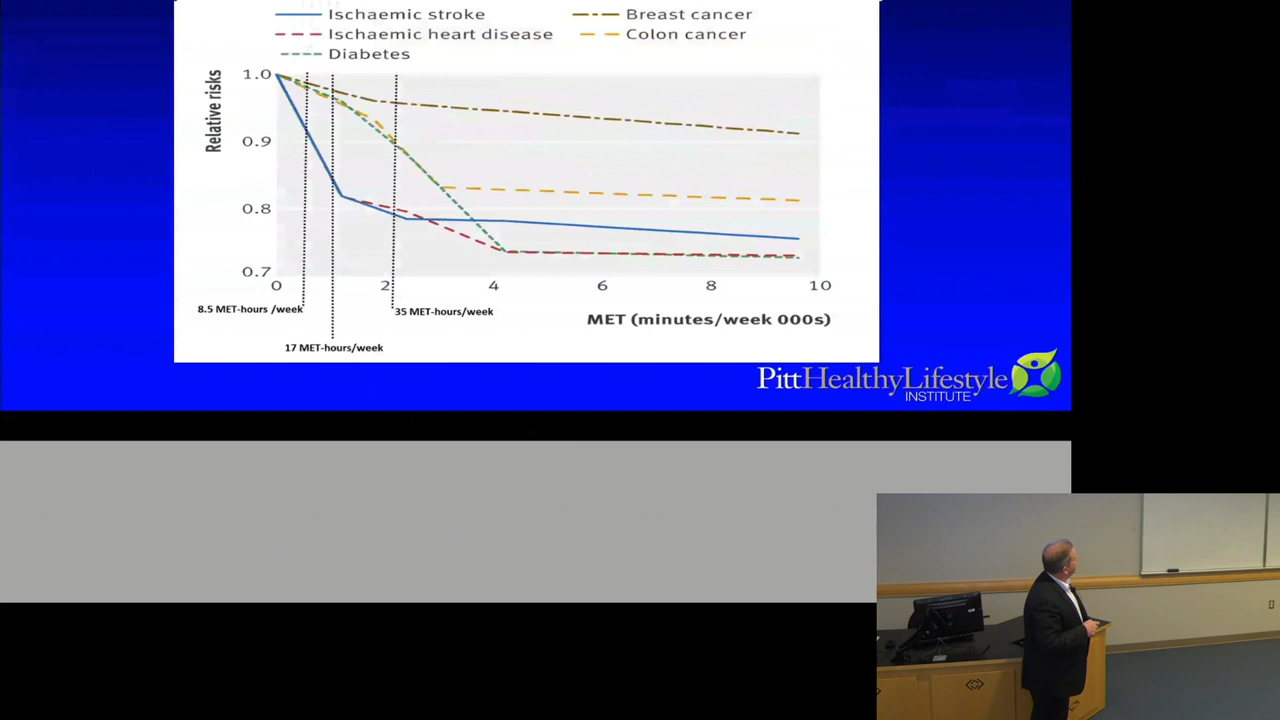 Ischaemic stroke
Breast cancer
Ischaemic heart disease
Colon cancer
Diabetes
Relative risks
1.0
0.9
0.8
0.7
0 2 4 6 8 10
8.5 MET-hours /week
35 MET-hours/week
MET (minutes/week 000s)
17 MET-hours/week
PittHealthyLifestyle
INSTITUTE